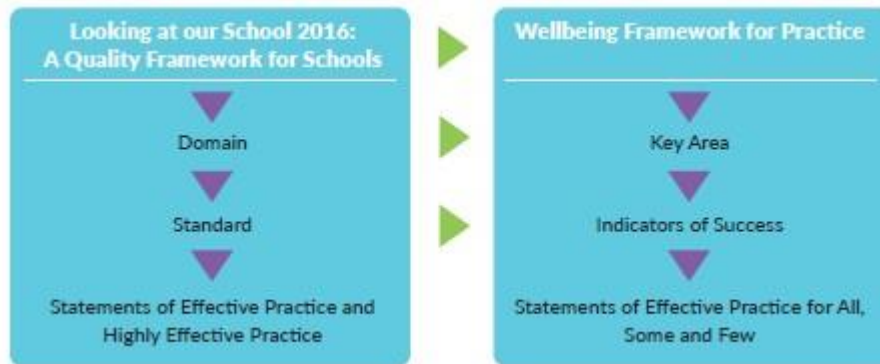 Looking at our School 2016:
A Quality Framework for Schools
Domain
Standard
Statements of Effective Practice and
Highly Effective Practice
Wellbeing Framework for Practice
Key Area
Indicators of Success
Statements of Effective Practice for All,
Some and Few